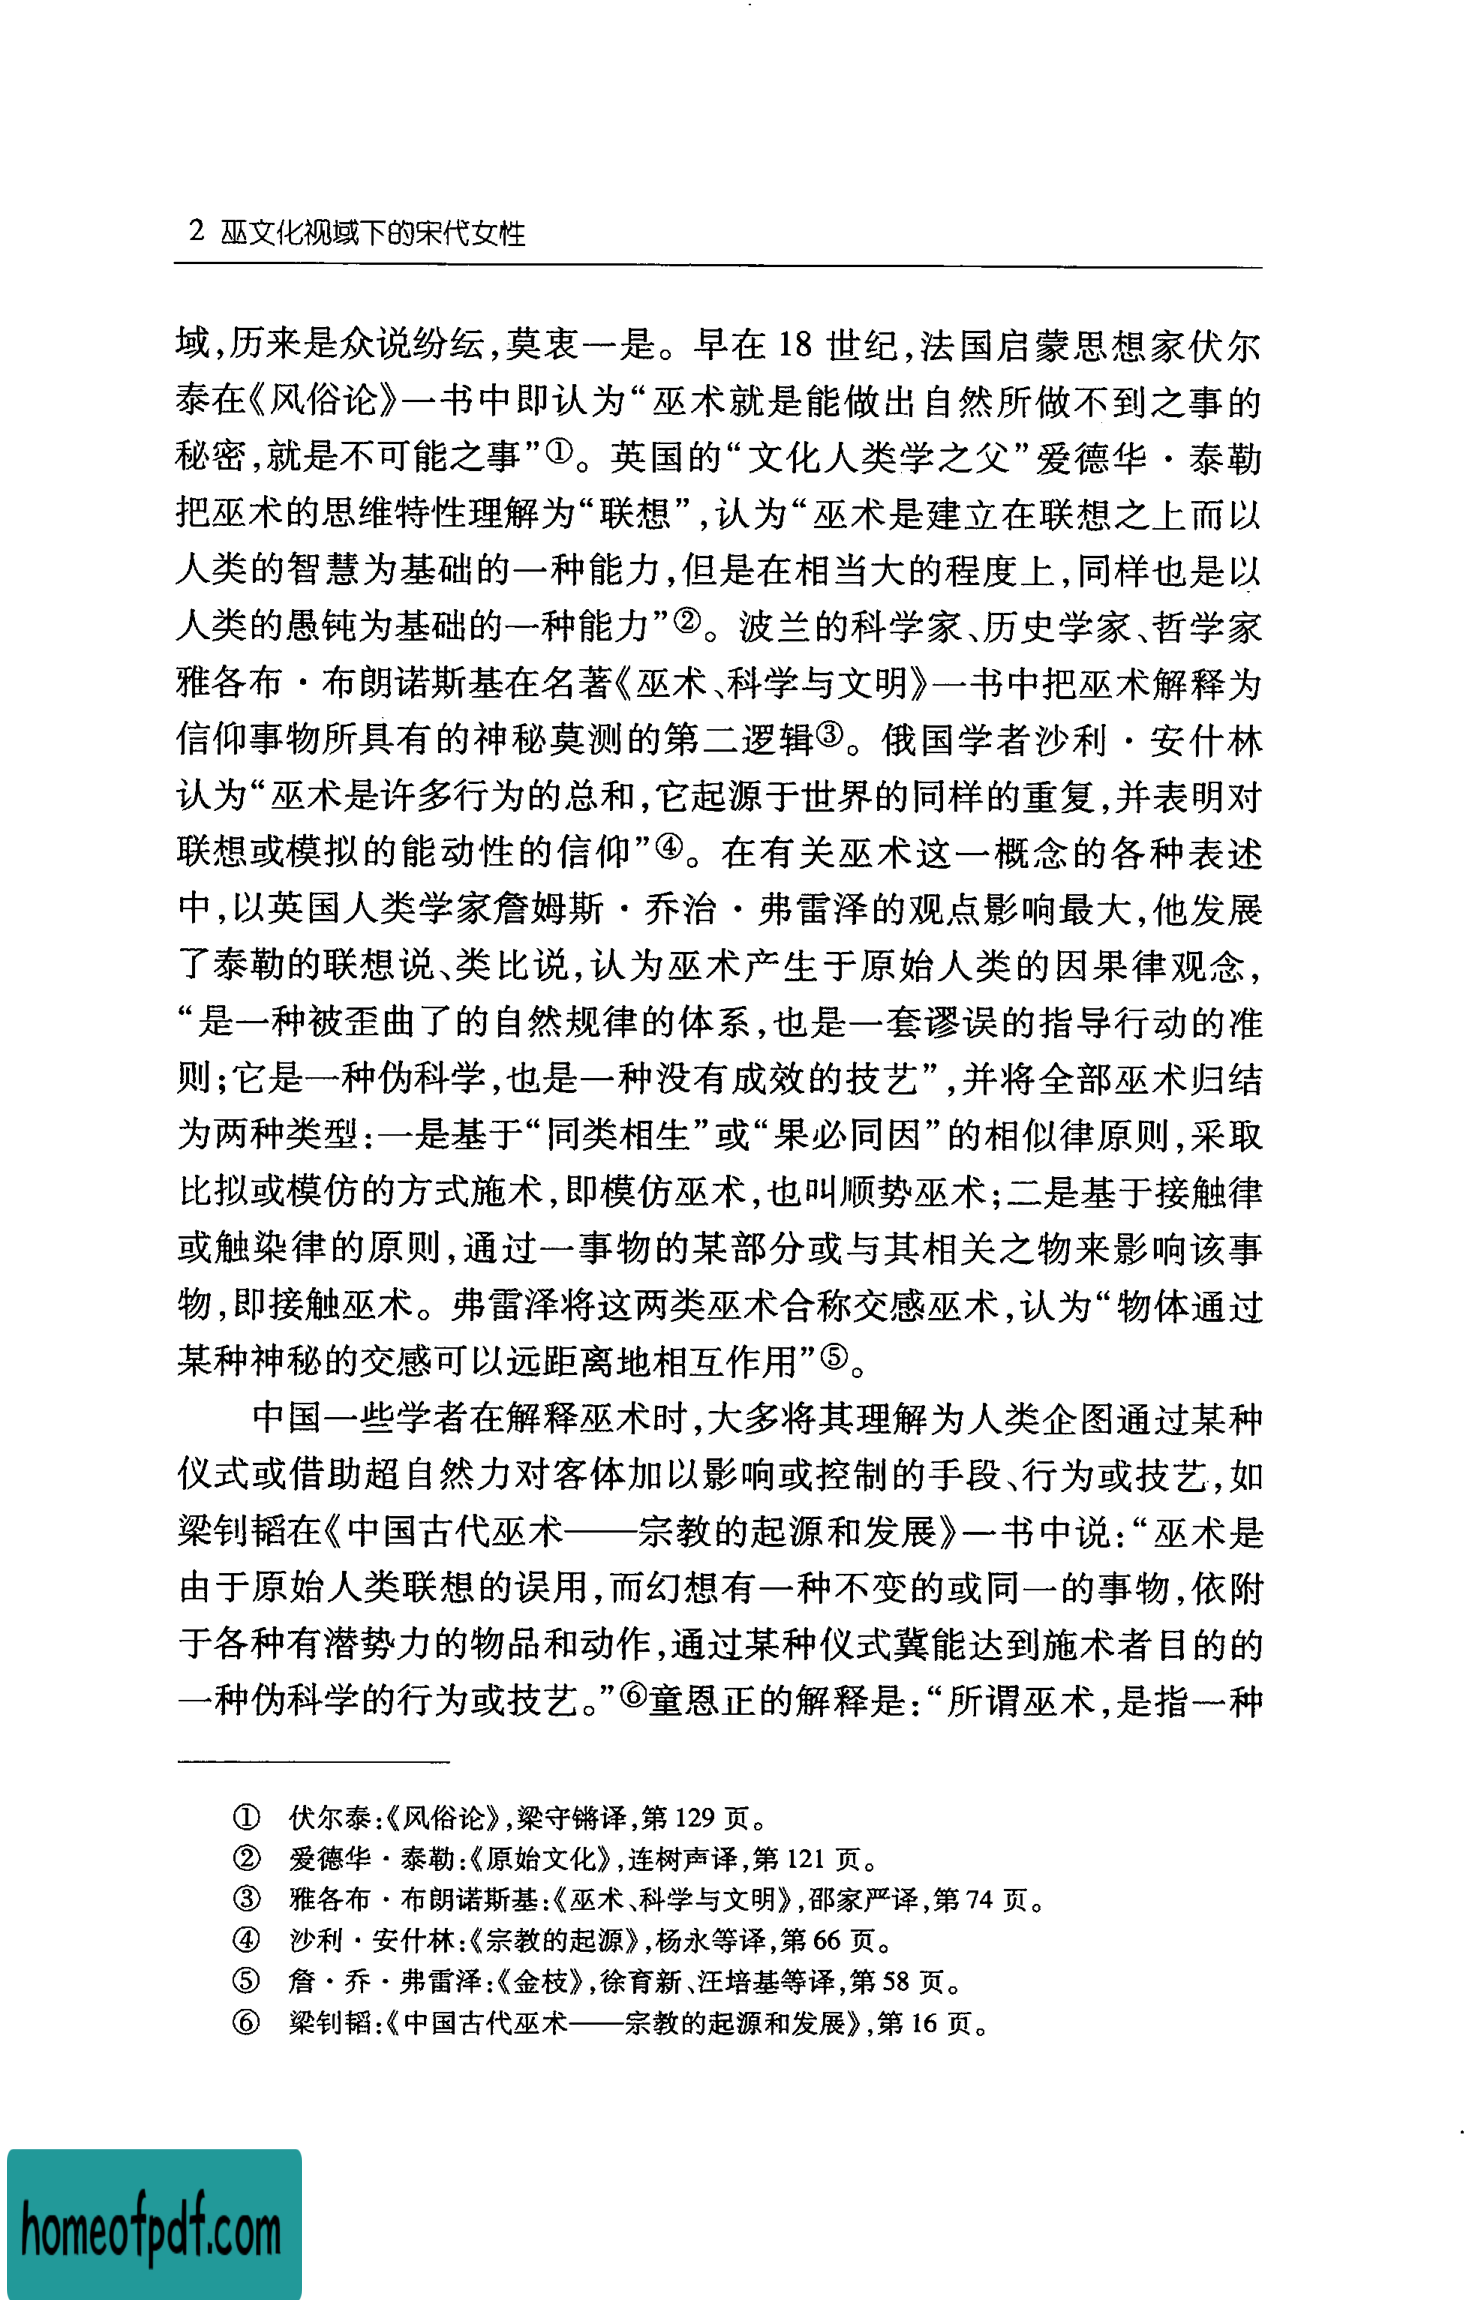 2 巫文化视域下的宋代女性
域,历来是众说纷纭,莫衷一是。早在 18 世纪,法国启蒙思想家伏尔
泰在《风俗论》一书中即认为“巫术就是能做出自然所做不到之事的
秘密,就是不可能之事”①。英国的“文化人类学之父”爱德华·泰勒
把巫术的思维特性理解为“联想”,认为“巫术是建立在联想之上而以
人类的智慧为基础的一种能力,但是在相当大的程度上,同样也是以
人类的愚钝为基础的一种能力”②。波兰的科学家、历史学家、哲学家
雅各布·布朗诺斯基在名著《巫术、科学与文明》一书中把巫术解释为
信仰事物所具有的神秘莫测的第二逻辑③。俄国学者沙利·安什林
认为“巫术是许多行为的总和,它起源于世界的同样的重复,并表明对
联想或模拟的能动性的信仰”④。在有关巫术这一概念的各种表述
中,以英国人类学家詹姆斯·乔治·弗雷泽的观点影响最大,他发展
了泰勒的联想说、类比说,认为巫术产生于原始人类的因果律观念,
“是一种被歪曲了的自然规律的体系,也是一套谬误的指导行动的准
则;它是一种伪科学,也是一种没有成效的技艺”,并将全部巫术归结
为两种类型:一是基于“同类相生”或“果必同因”的相似律原则,采取
比拟或模仿的方式施术,即模仿巫术,也叫顺势巫术;二是基于接触律
或触染律的原则,通过一事物的某部分或与其相关之物来影响该事
物,即接触巫术。弗雷泽将这两类巫术合称交感巫术,认为“物体通过
某种神秘的交感可以远距离地相互作用”⑤。
中国一些学者在解释巫术时,大多将其理解为人类企图通过某种
仪式或借助超自然力对客体加以影响或控制的手段、行为或技艺,如
梁钊韬在《中国古代巫术——宗教的起源和发展》一书中说:“巫术是
由于原始人类联想的误用,而幻想有一种不变的或同一的事物,依附
于各种有潜势力的物品和动作,通过某种仪式冀能达到施术者目的的
一种伪科学的行为或技艺。”⑥童恩正的解释是:“所谓巫术,是指一种
① 伏尔泰:《风俗论》,梁守锵译,第 129 页。
② 爱德华·泰勒:《原始文化》,连树声译,第 121 页。
③ 雅各布·布朗诺斯基:《巫术、科学与文明》,邵家严译,第 74 页。
④ 沙利·安什林:《宗教的起源》,杨永等译,第 66 页。
⑤ 詹·乔·弗雷泽:《金枝》,徐育新、汪培基等译,第 58 页。
⑥ 梁钊韬:《中国古代巫术——宗教的起源和发展》,第 16 页。
homeofpdf.com